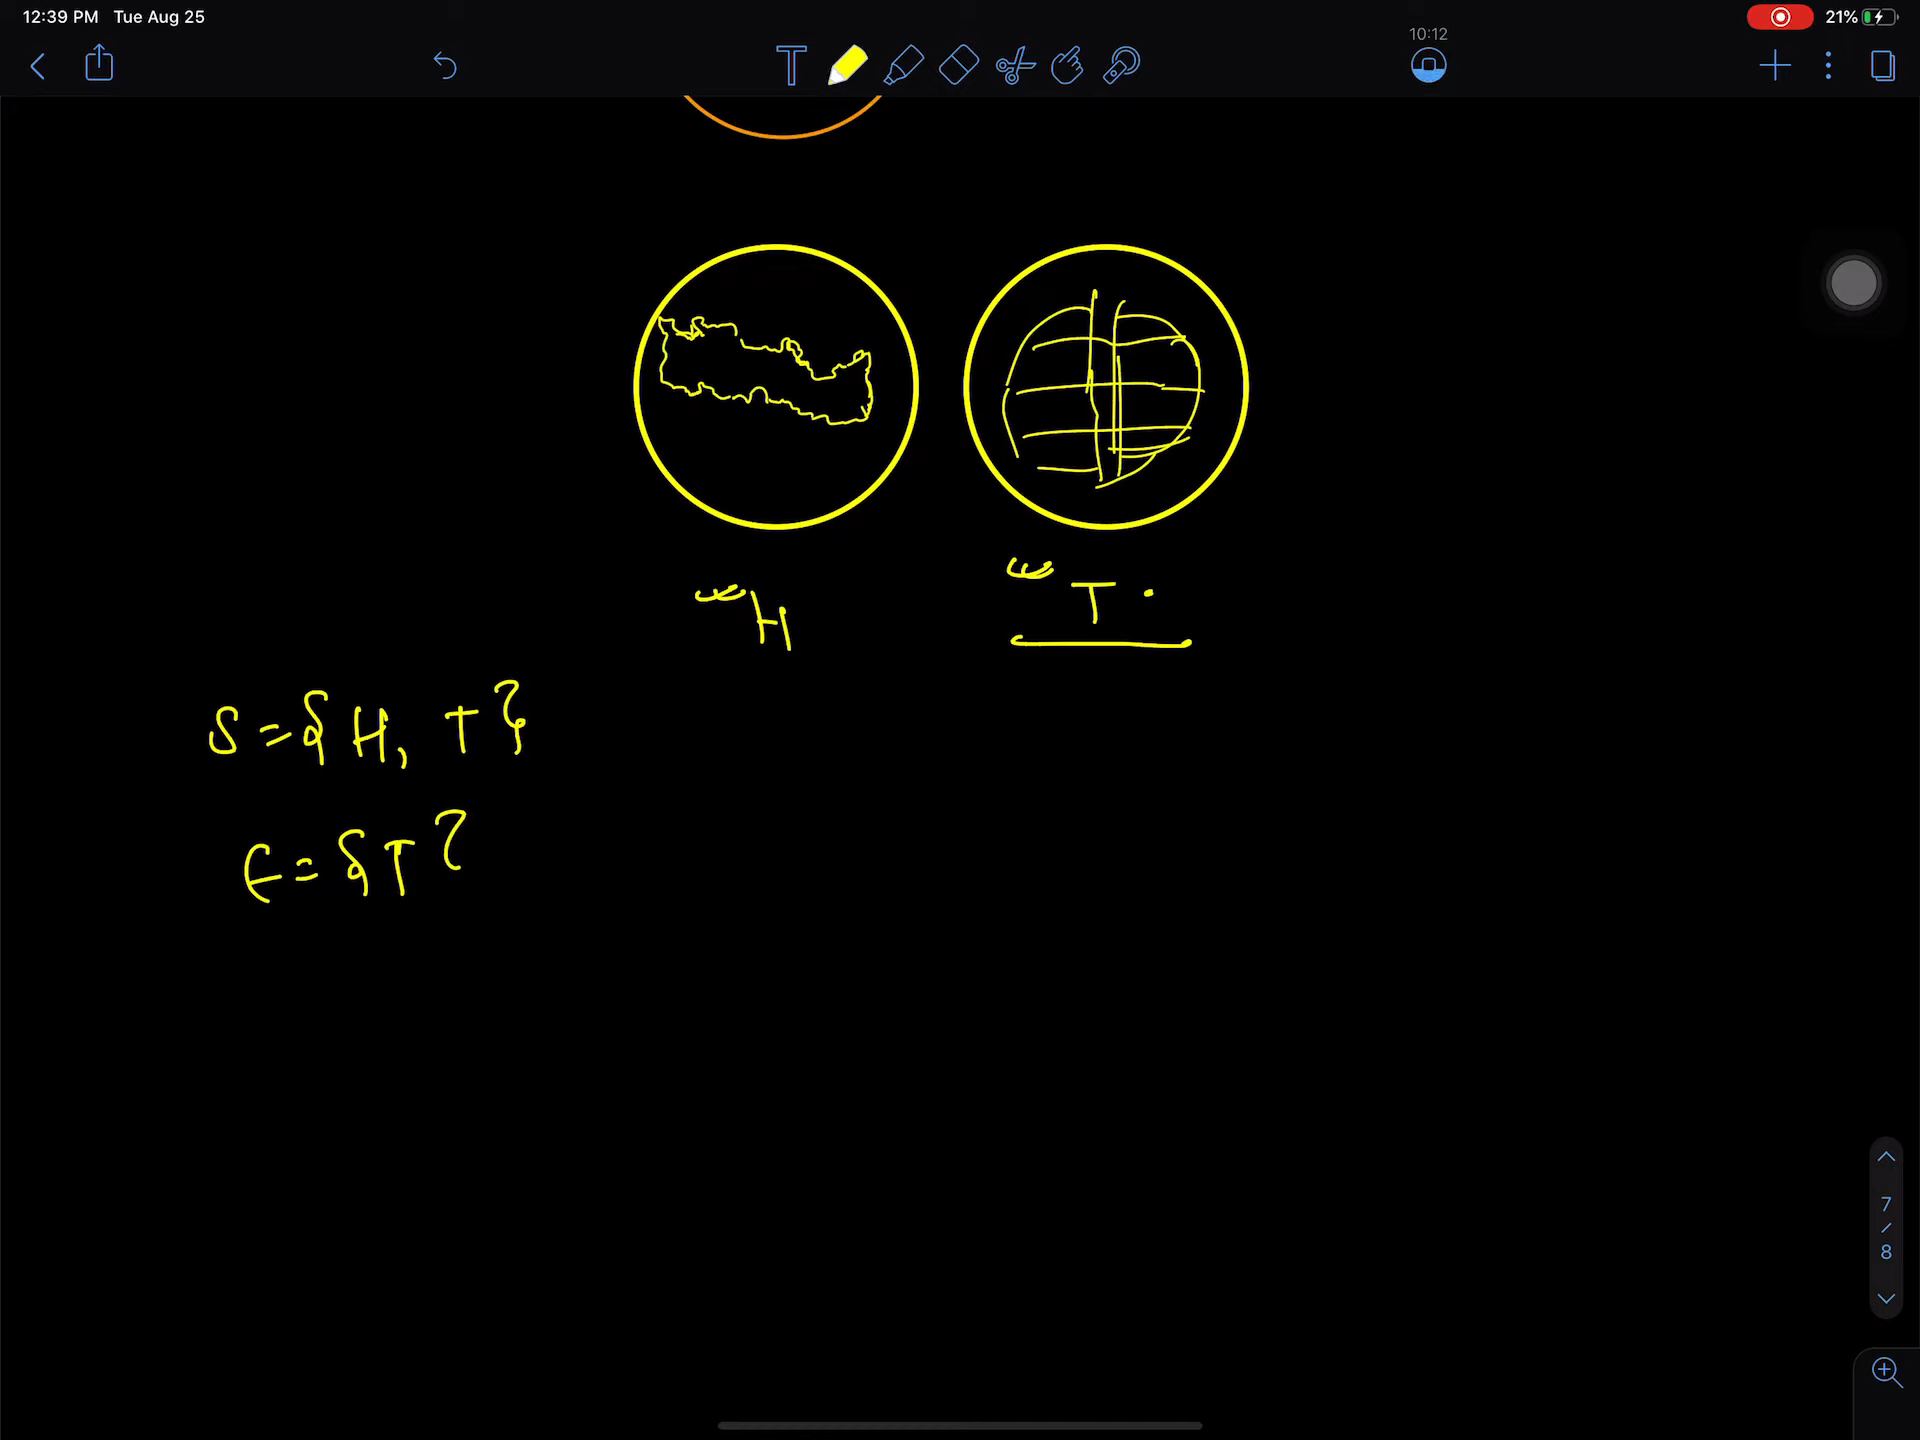 12:39 PM Tue Aug 25
21%
10:12
T
H
T .
S = { H, T }
E = { T }
7
/
8